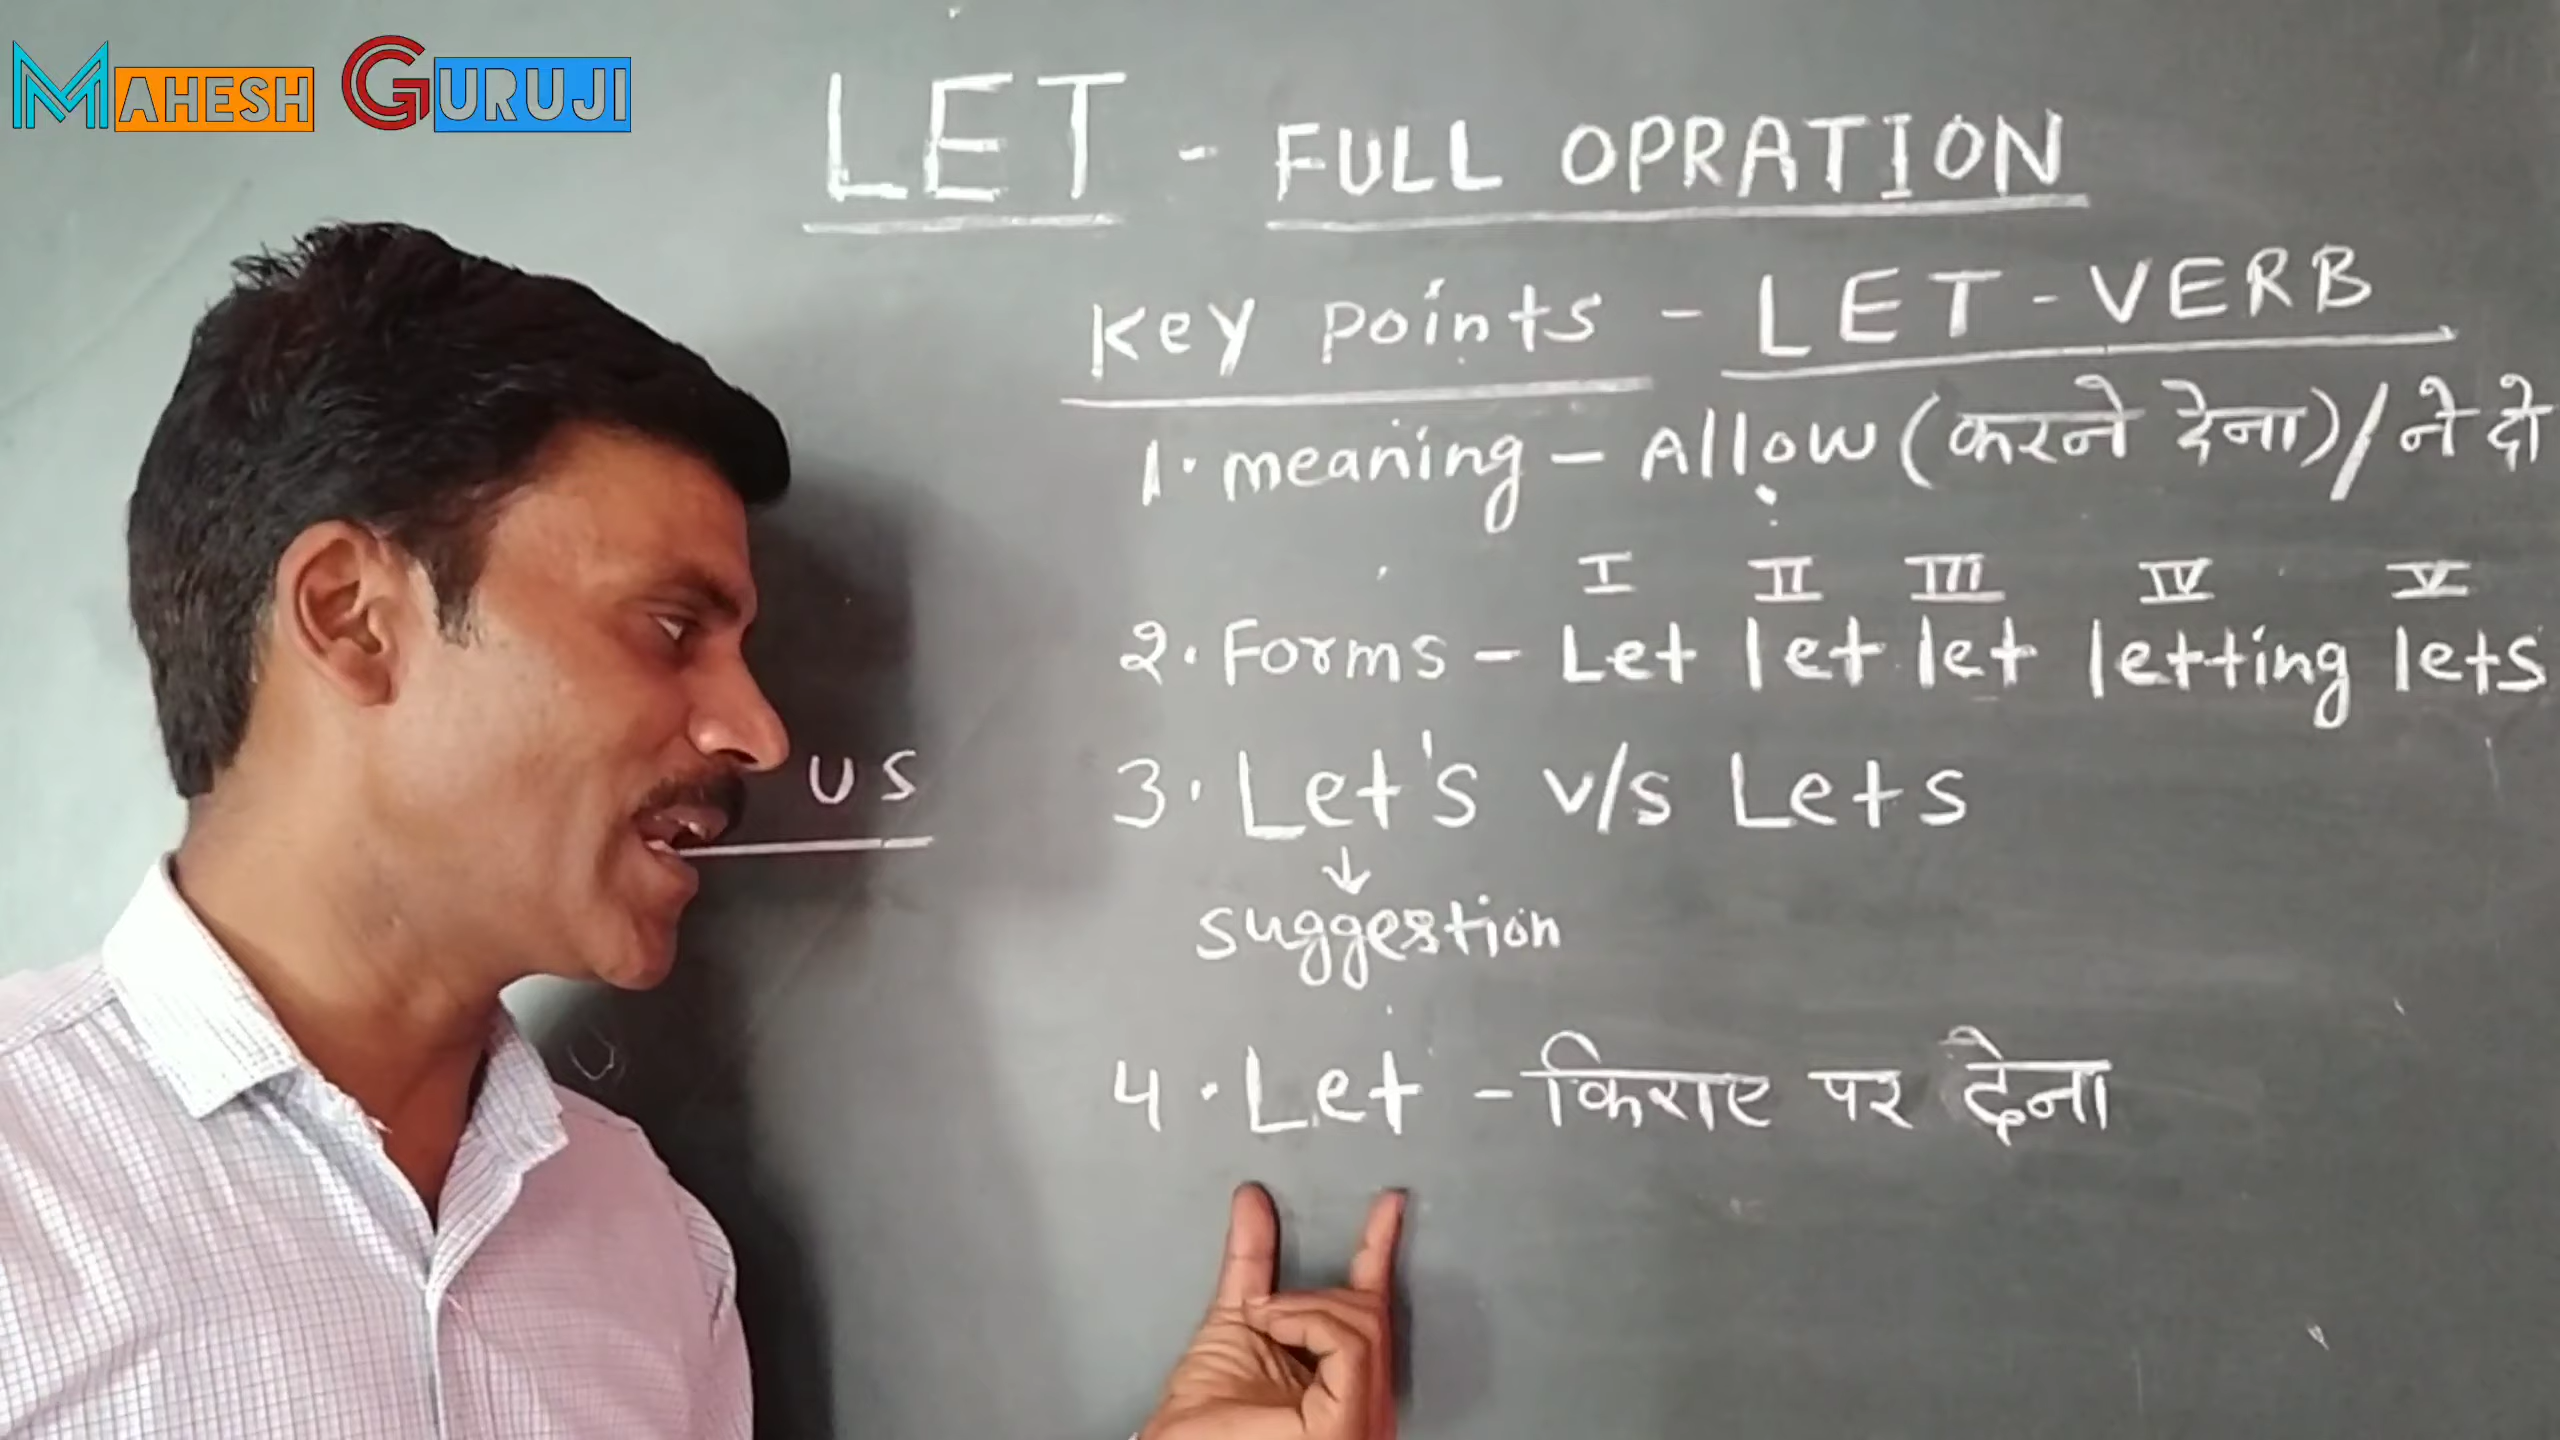 MAHESH GURUJI
LET - FULL OPRATION
Key points - LET - VERB
1. meaning - Allow (करने देना) / ने दो
I II III IV V
2. Forms - Let let let letting lets
US
3. Let's v/s Lets
↓
suggestion
4. Let - किराए पर देना